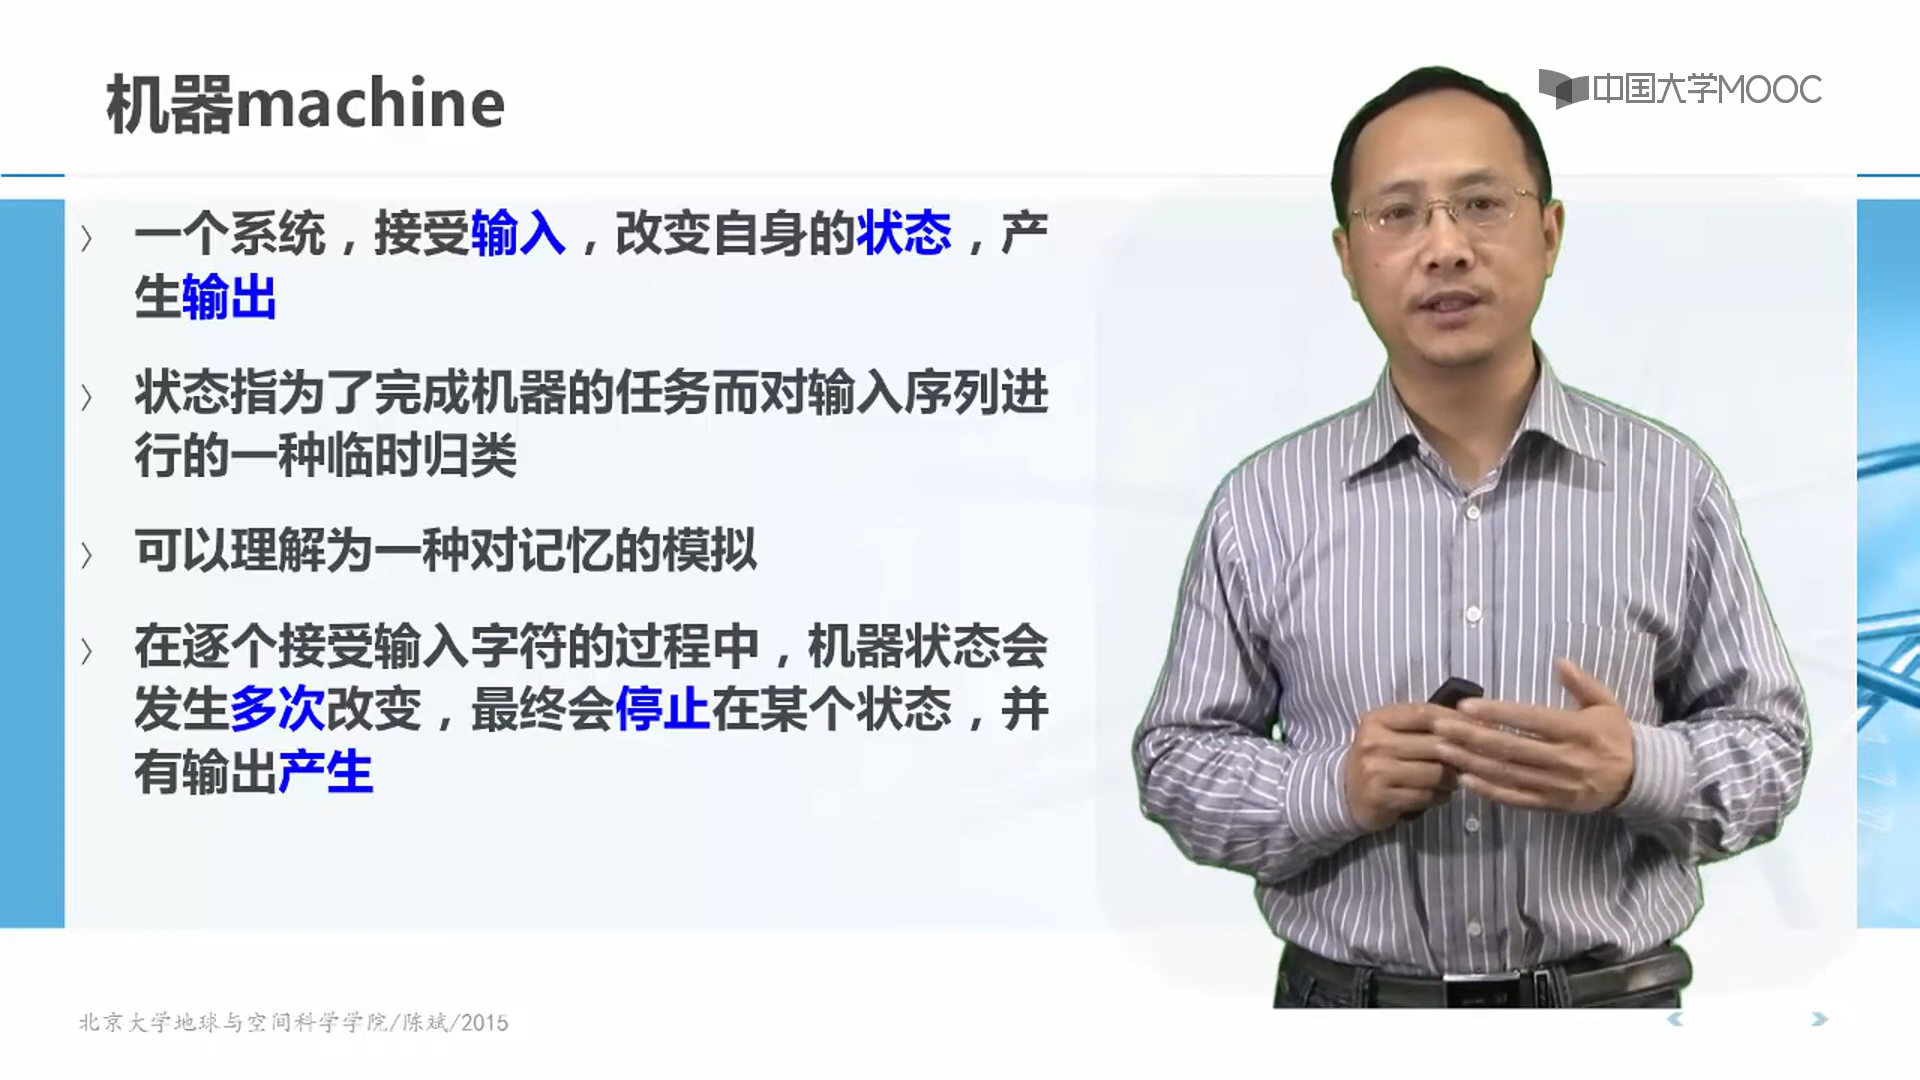 机器machine
中国大学MOOC
一个系统，接受输入，改变自身的状态，产
生输出
状态指为了完成机器的任务而对输入序列进
行的一种临时归类
可以理解为一种对记忆的模拟
在逐个接受输入字符的过程中，机器状态会
发生多次改变，最终会停止在某个状态，并
有输出产生
北京大学地球与空间科学学院/陈斌/2015